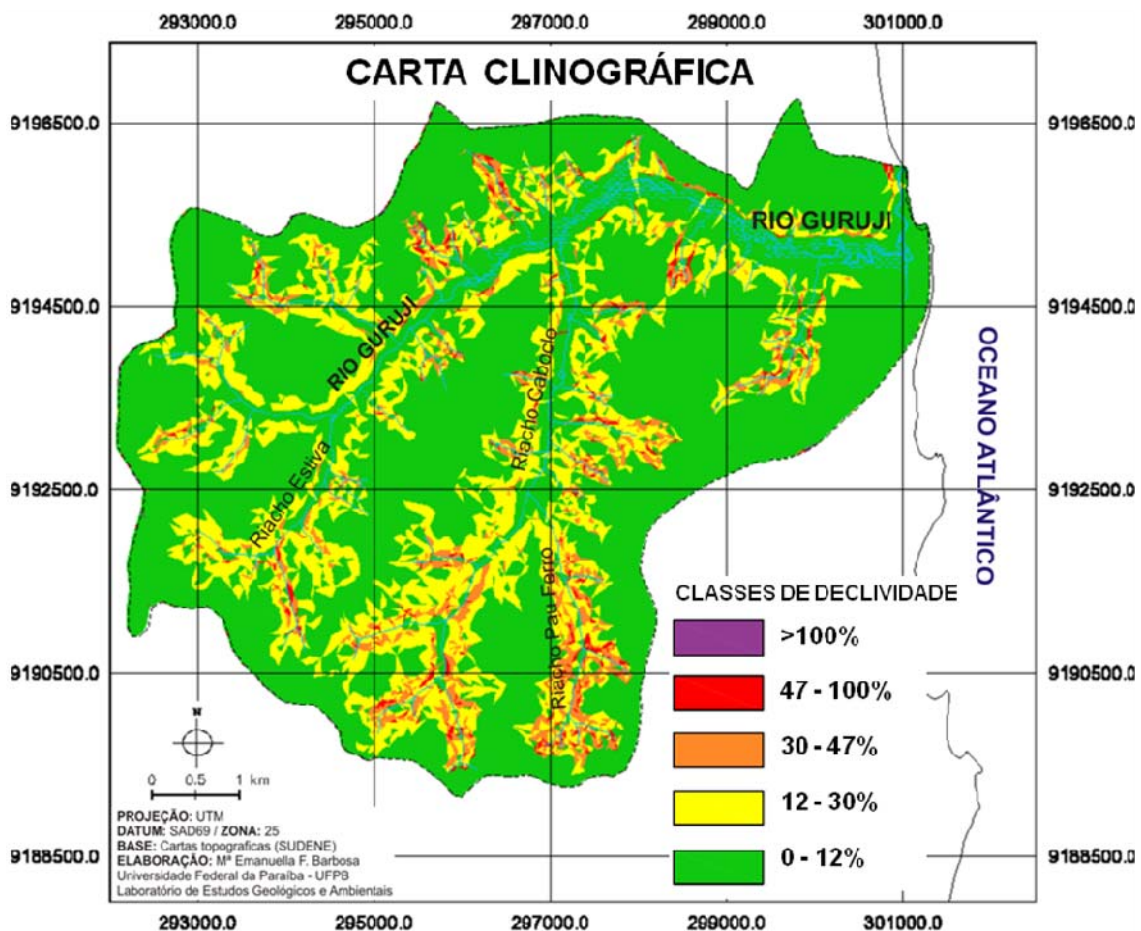 293000.0 295000.0 297000.0 299000.0 301000.0
CARTA CLINOGRÁFICA
9196500.0 9196500.0
RIO GURUJI
9194500.0 9194500.0
RIO GURUJI
Riacho Caboclo
OCEANO ATLÂNTICO
Riacho Estiva
9192500.0 9192500.0
Riacho Pau Ferro
CLASSES DE DECLIVIDADE
>100%
9190500.0 9190500.0
47 - 100%
30 - 47%
12 - 30%
0 - 12%
N
0 0.5 1 km
PROJEÇÃO: UTM
DATUM: SAD69 / ZONA: 25
BASE: Cartas topograficas (SUDENE)
ELABORAÇÃO: Mª Emanuella F. Barbosa
Universidade Federal da Paraíba - UFPB
Laboratório de Estudos Geológicos e Ambientais
9188500.0 9188500.0
293000.0 295000.0 297000.0 299000.0 301000.0